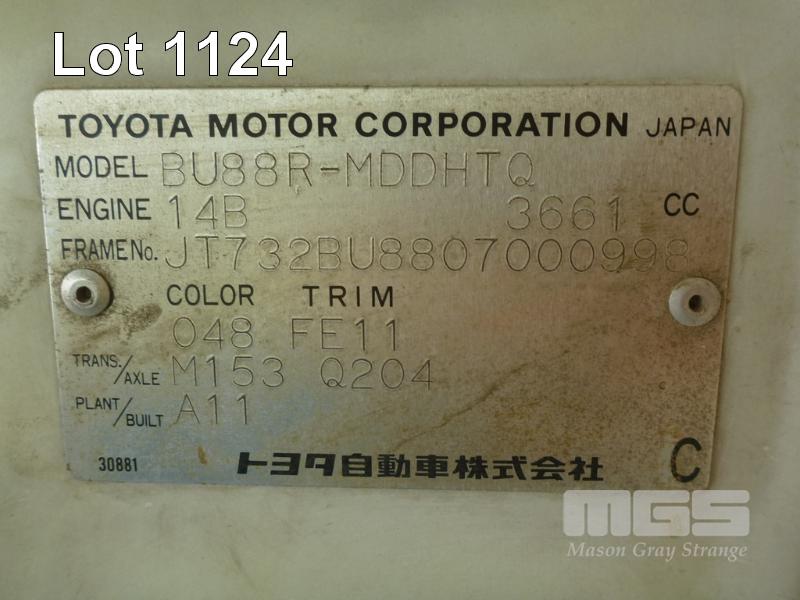 Lot 1124
TOYOTA MOTOR CORPORATION JAPAN
MODEL BU88R-MDDHTQ
ENGINE 14B 3661 CC
FRAME No. JT732BU8807000998
COLOR TRIM
048 FE11
TRANS./AXLE M153 Q204
PLANT/BUILT A11
30881 トヨタ自動車株式会社 C
MGS
Mason Gray Strange